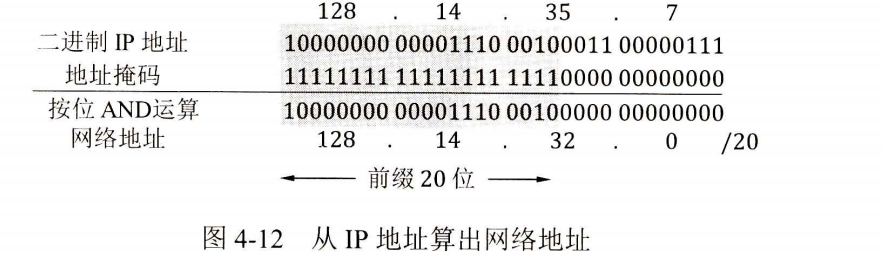 128 . 14 . 35 . 7
二进制 IP 地址 10000000 00001110 00100011 00000111
地址掩码 11111111 11111111 11110000 00000000
按位 AND运算 10000000 00001110 00100000 00000000
网络地址 128 . 14 . 32 . 0 /20
前缀 20 位
图 4-12 从 IP 地址算出网络地址